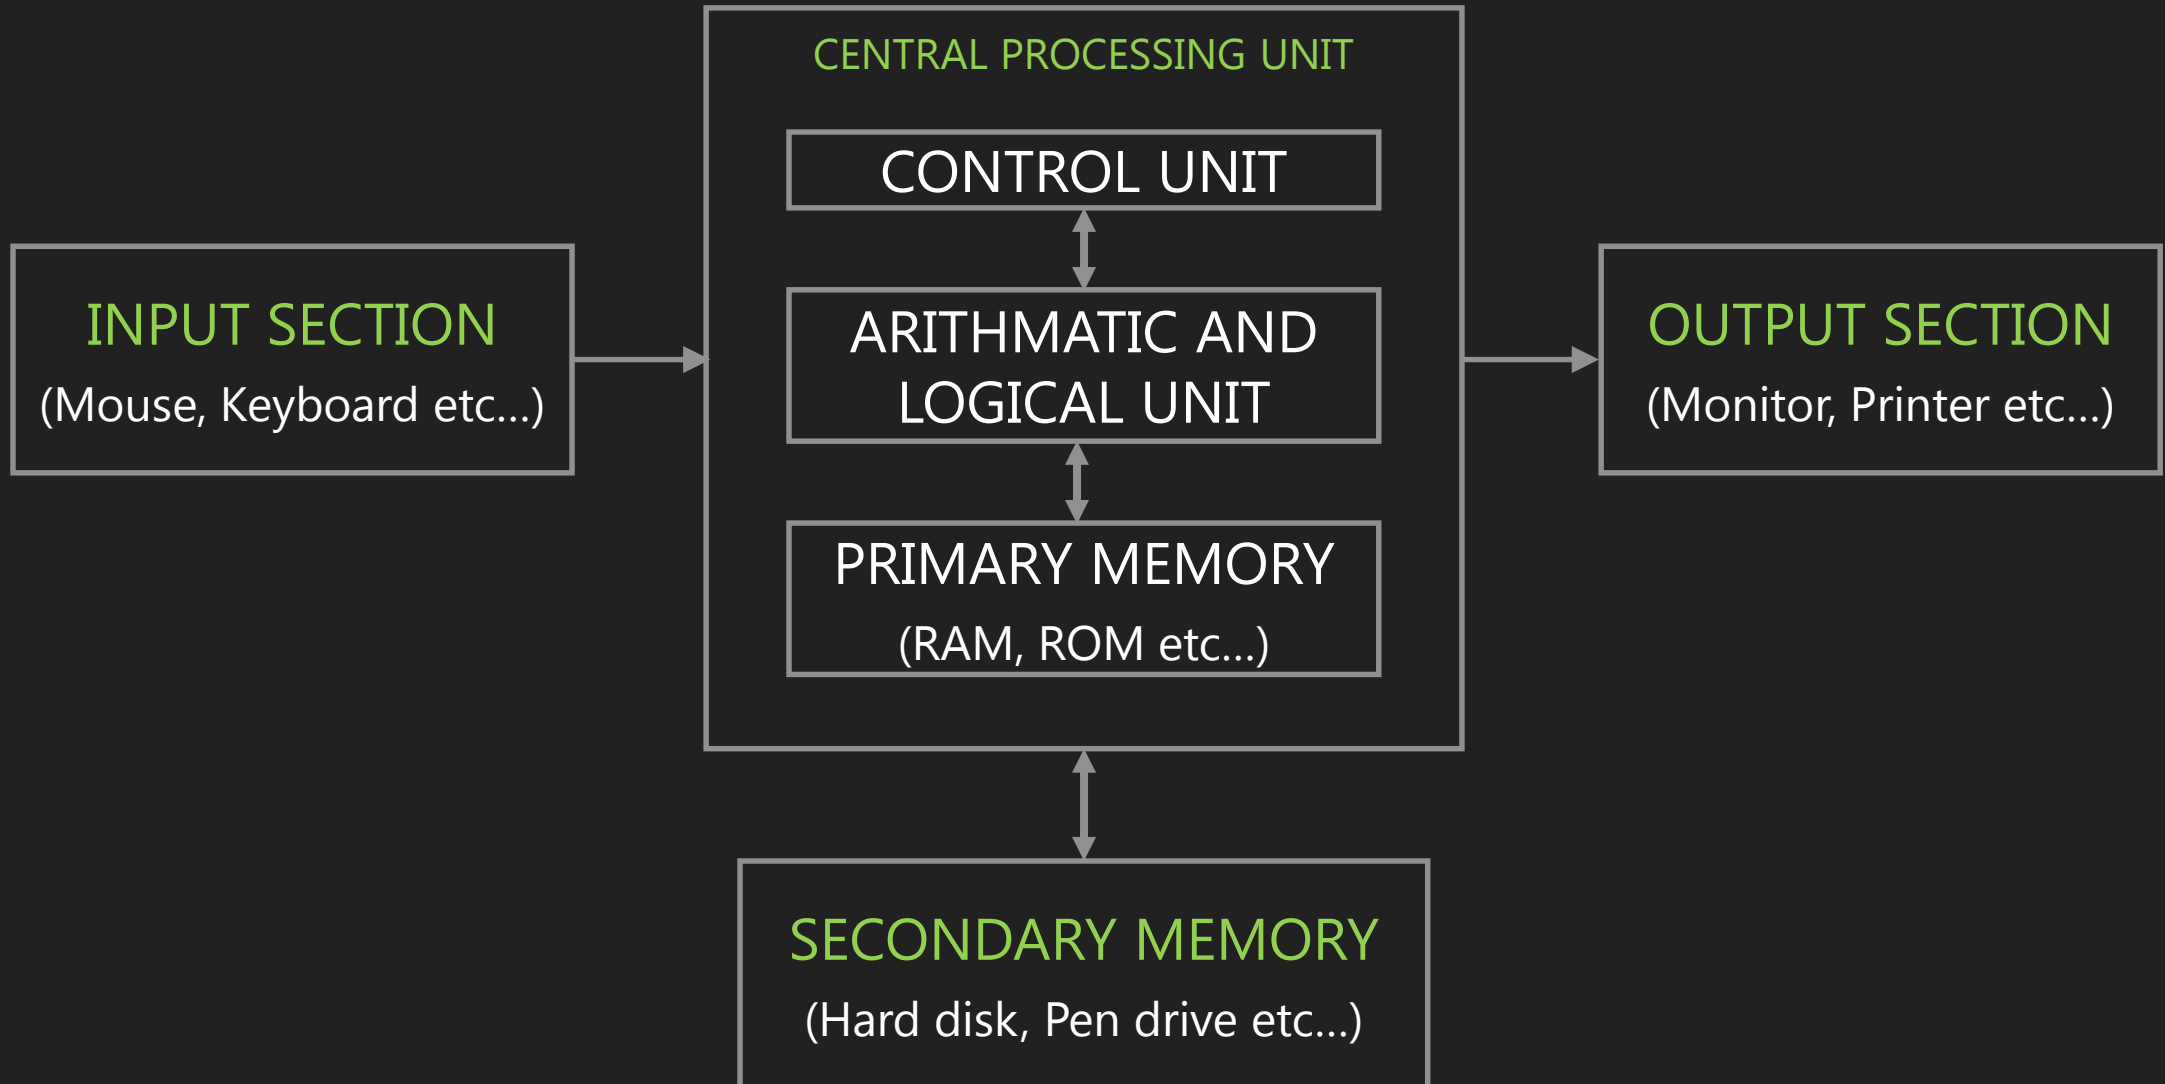 CENTRAL PROCESSING UNIT
CONTROL UNIT
ARITHMATIC AND
LOGICAL UNIT
PRIMARY MEMORY
(RAM, ROM etc...)
INPUT SECTION
(Mouse, Keyboard etc...)
OUTPUT SECTION
(Monitor, Printer etc...)
SECONDARY MEMORY
(Hard disk, Pen drive etc...)